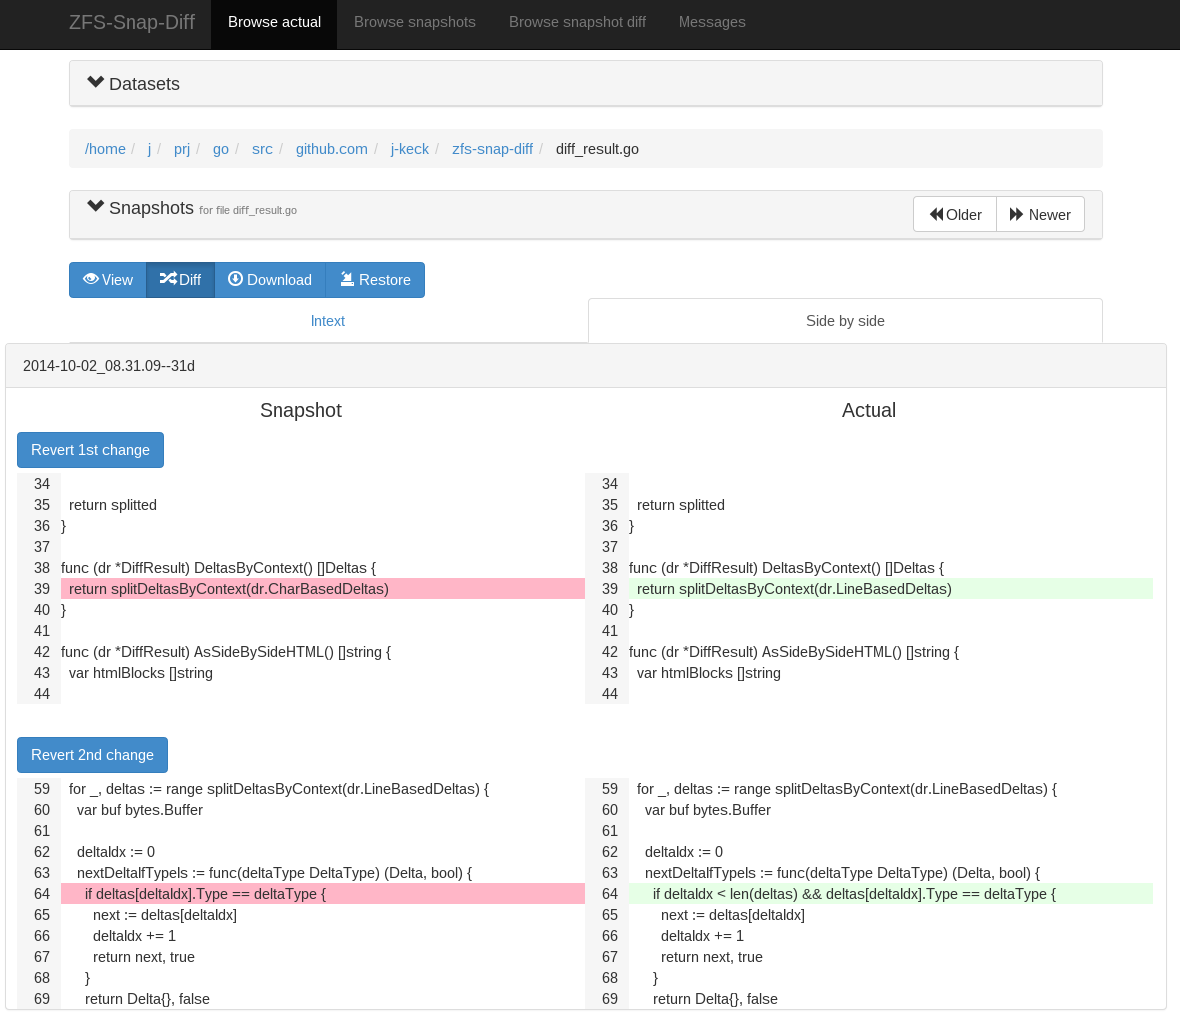 ZFS-Snap-Diff Browse actual Browse snapshots Browse snapshot diff Messages
Datasets
/home / j / prj / go / src / github.com / j-keck / zfs-snap-diff / diff_result.go
Snapshots for file diff_result.go Older Newer
View Diff Download Restore
Intext Side by side
2014-10-02_08.31.09--31d
Snapshot Actual
Revert 1st change
34 34
35 return splitted 35 return splitted
36 } 36 }
37 37
38 func (dr *DiffResult) DeltasByContext() []Deltas { 38 func (dr *DiffResult) DeltasByContext() []Deltas {
39 return splitDeltasByContext(dr.CharBasedDeltas) 39 return splitDeltasByContext(dr.LineBasedDeltas)
40 } 40 }
41 41
42 func (dr *DiffResult) AsSideBySideHTML() []string { 42 func (dr *DiffResult) AsSideBySideHTML() []string {
43 var htmlBlocks []string 43 var htmlBlocks []string
44 44
Revert 2nd change
59 for _, deltas := range splitDeltasByContext(dr.LineBasedDeltas) { 59 for _, deltas := range splitDeltasByContext(dr.LineBasedDeltas) {
60 var buf bytes.Buffer 60 var buf bytes.Buffer
61 61
62 deltaIdx := 0 62 deltaIdx := 0
63 nextDeltaIfTypeIs := func(deltaType DeltaType) (Delta, bool) { 63 nextDeltaIfTypeIs := func(deltaType DeltaType) (Delta, bool) {
64 if deltas[deltaIdx].Type == deltaType { 64 if deltaIdx < len(deltas) && deltas[deltaIdx].Type == deltaType {
65 next := deltas[deltaIdx] 65 next := deltas[deltaIdx]
66 deltaIdx += 1 66 deltaIdx += 1
67 return next, true 67 return next, true
68 } 68 }
69 return Delta{}, false 69 return Delta{}, false